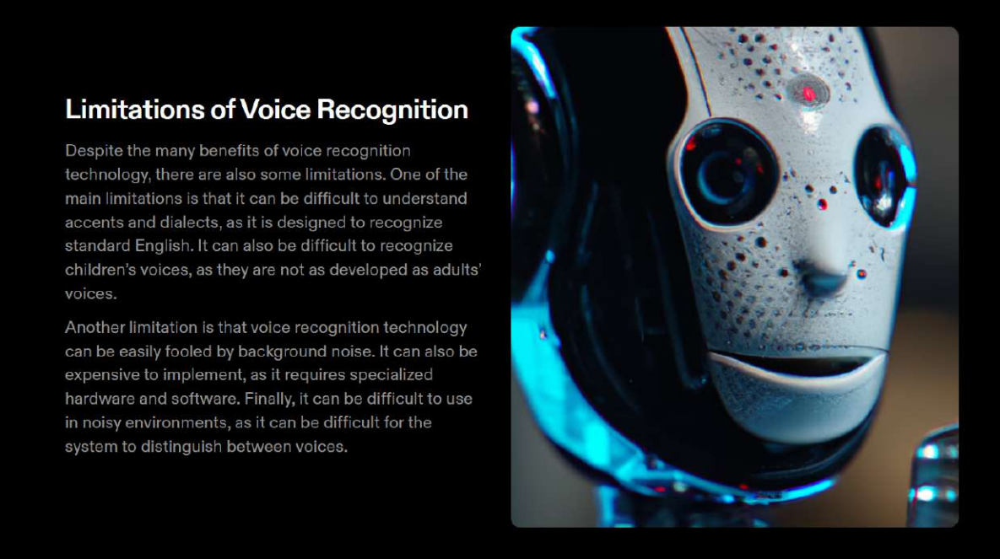 Limitations of Voice Recognition
Despite the many benefits of voice recognition
technology, there are also some limitations. One of the
main limitations is that it can be difficult to understand
accents and dialects, as it is designed to recognize
standard English. It can also be difficult to recognize
children’s voices, as they are not as developed as adults’
voices.
Another limitation is that voice recognition technology
can be easily fooled by background noise. It can also be
expensive to implement, as it requires specialized
hardware and software. Finally, it can be difficult to use
in noisy environments, as it can be difficult for the
system to distinguish between voices.